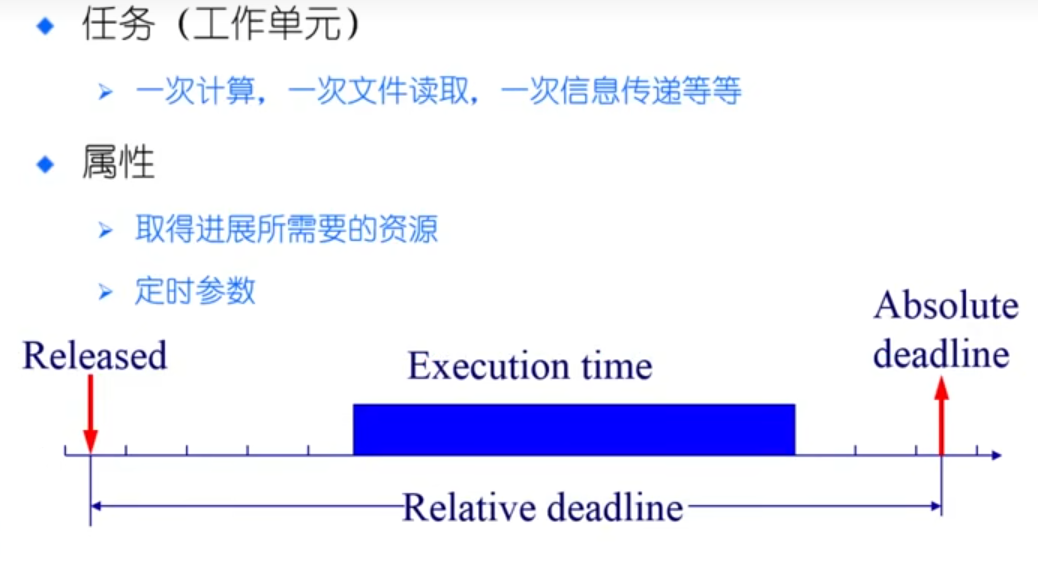 任务（工作单元）
一次计算，一次文件读取，一次信息传递等等
属性
取得进展所需要的资源
定时参数
Released
Execution time
Absolute
deadline
Relative deadline